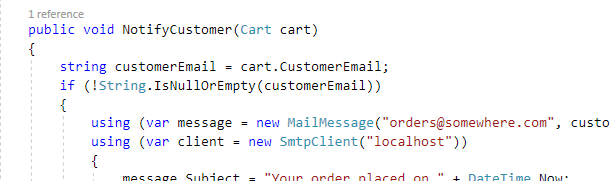 1 reference
public void NotifyCustomer(Cart cart)
{
string customerEmail = cart.CustomerEmail;
if (!String.IsNullOrEmpty(customerEmail))
{
using (var message = new MailMessage("orders@somewhere.com", custo
using (var client = new SmtpClient("localhost"))
{
message.Subject = "Your order placed on " + DateTime.Now;